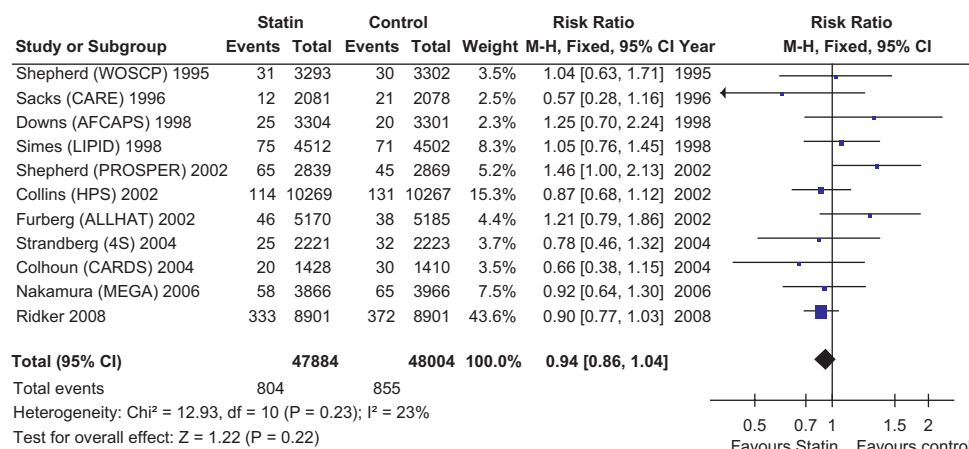 Statin Control Risk Ratio Risk Ratio
Study or Subgroup Events Total Events Total Weight M-H, Fixed, 95% CI Year M-H, Fixed, 95% CI
Shepherd (WOSCP) 1995 31 3293 30 3302 3.5% 1.04 [0.63, 1.71] 1995
Sacks (CARE) 1996 12 2081 21 2078 2.5% 0.57 [0.28, 1.16] 1996
Downs (AFCAPS) 1998 25 3304 20 3301 2.3% 1.25 [0.70, 2.24] 1998
Simes (LIPID) 1998 75 4512 71 4502 8.3% 1.05 [0.76, 1.45] 1998
Shepherd (PROSPER) 2002 65 2839 45 2869 5.2% 1.46 [1.00, 2.13] 2002
Collins (HPS) 2002 114 10269 131 10267 15.3% 0.87 [0.68, 1.12] 2002
Furberg (ALLHAT) 2002 46 5170 38 5185 4.4% 1.21 [0.79, 1.86] 2002
Strandberg (4S) 2004 25 2221 32 2223 3.7% 0.78 [0.46, 1.32] 2004
Colhoun (CARDS) 2004 20 1428 30 1410 3.5% 0.66 [0.38, 1.15] 2004
Nakamura (MEGA) 2006 58 3866 65 3966 7.5% 0.92 [0.64, 1.30] 2006
Ridker 2008 333 8901 372 8901 43.6% 0.90 [0.77, 1.03] 2008
Total (95% CI) 47884 48004 100.0% 0.94 [0.86, 1.04]
Total events 804 855
Heterogeneity: Chi² = 12.93, df = 10 (P = 0.23); I² = 23%
Test for overall effect: Z = 1.22 (P = 0.22)
0.5 0.7 1 1.5 2
Favours Statin Favours control